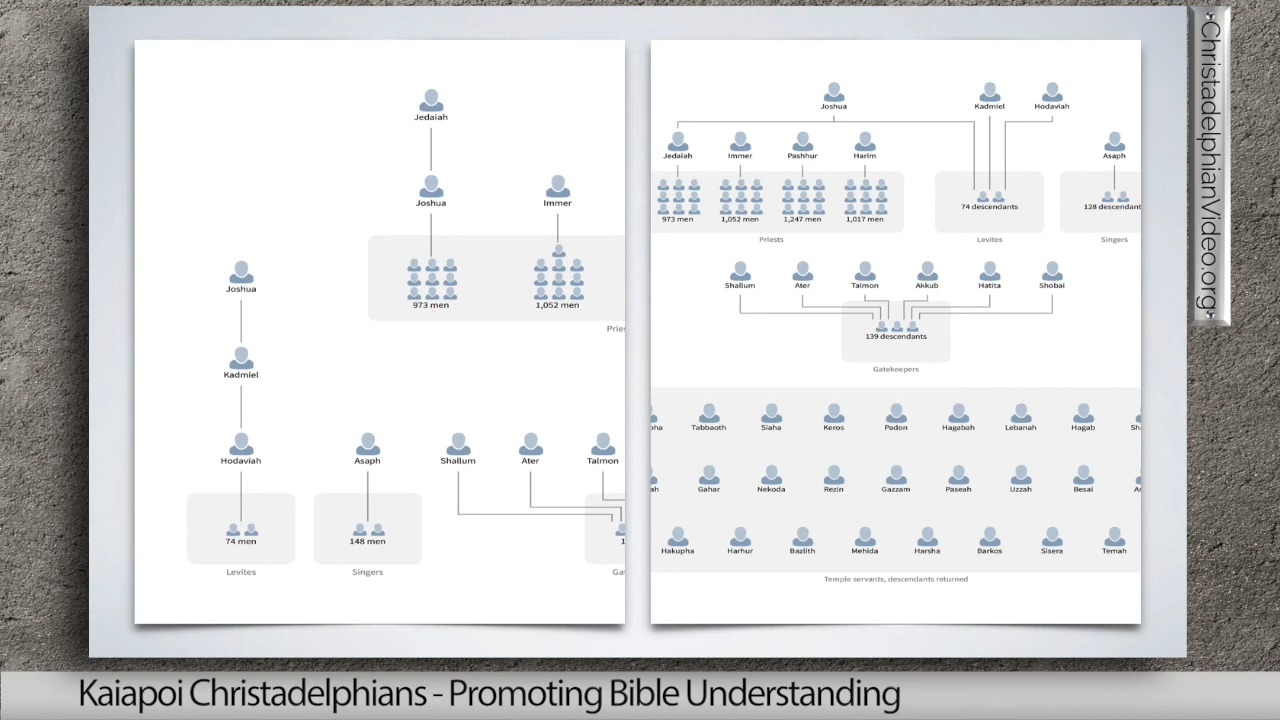 Jedaiah
Joshua
Immer
973 men
1,052 men
Joshua
Kadmiel
Hodaviah
Asaph
Shallum
Ater
Talmon
74 men
148 men
Levites
Singers
Joshua
Kadmiel
Hodaviah
Jedaiah
Immer
Pashhur
Harim
Asaph
973 men
1,052 men
1,247 men
1,017 men
74 descendants
128 descendant
Priests
Levites
Singers
Shallum
Ater
Talmon
Akkub
Hatita
Shobai
139 descendants
Gatekeepers
Tabbaoth
Siaha
Keros
Padon
Hagabah
Lebanah
Hagab
Gahar
Nekoda
Rezin
Gazzam
Paseah
Uzzah
Besai
Hakupha
Harhur
Bazlith
Mehida
Harsha
Barkos
Sisera
Temah
Temple servants, descendants returned
ChristadelphianVideo.org
Kaiapoi Christadelphians - Promoting Bible Understanding